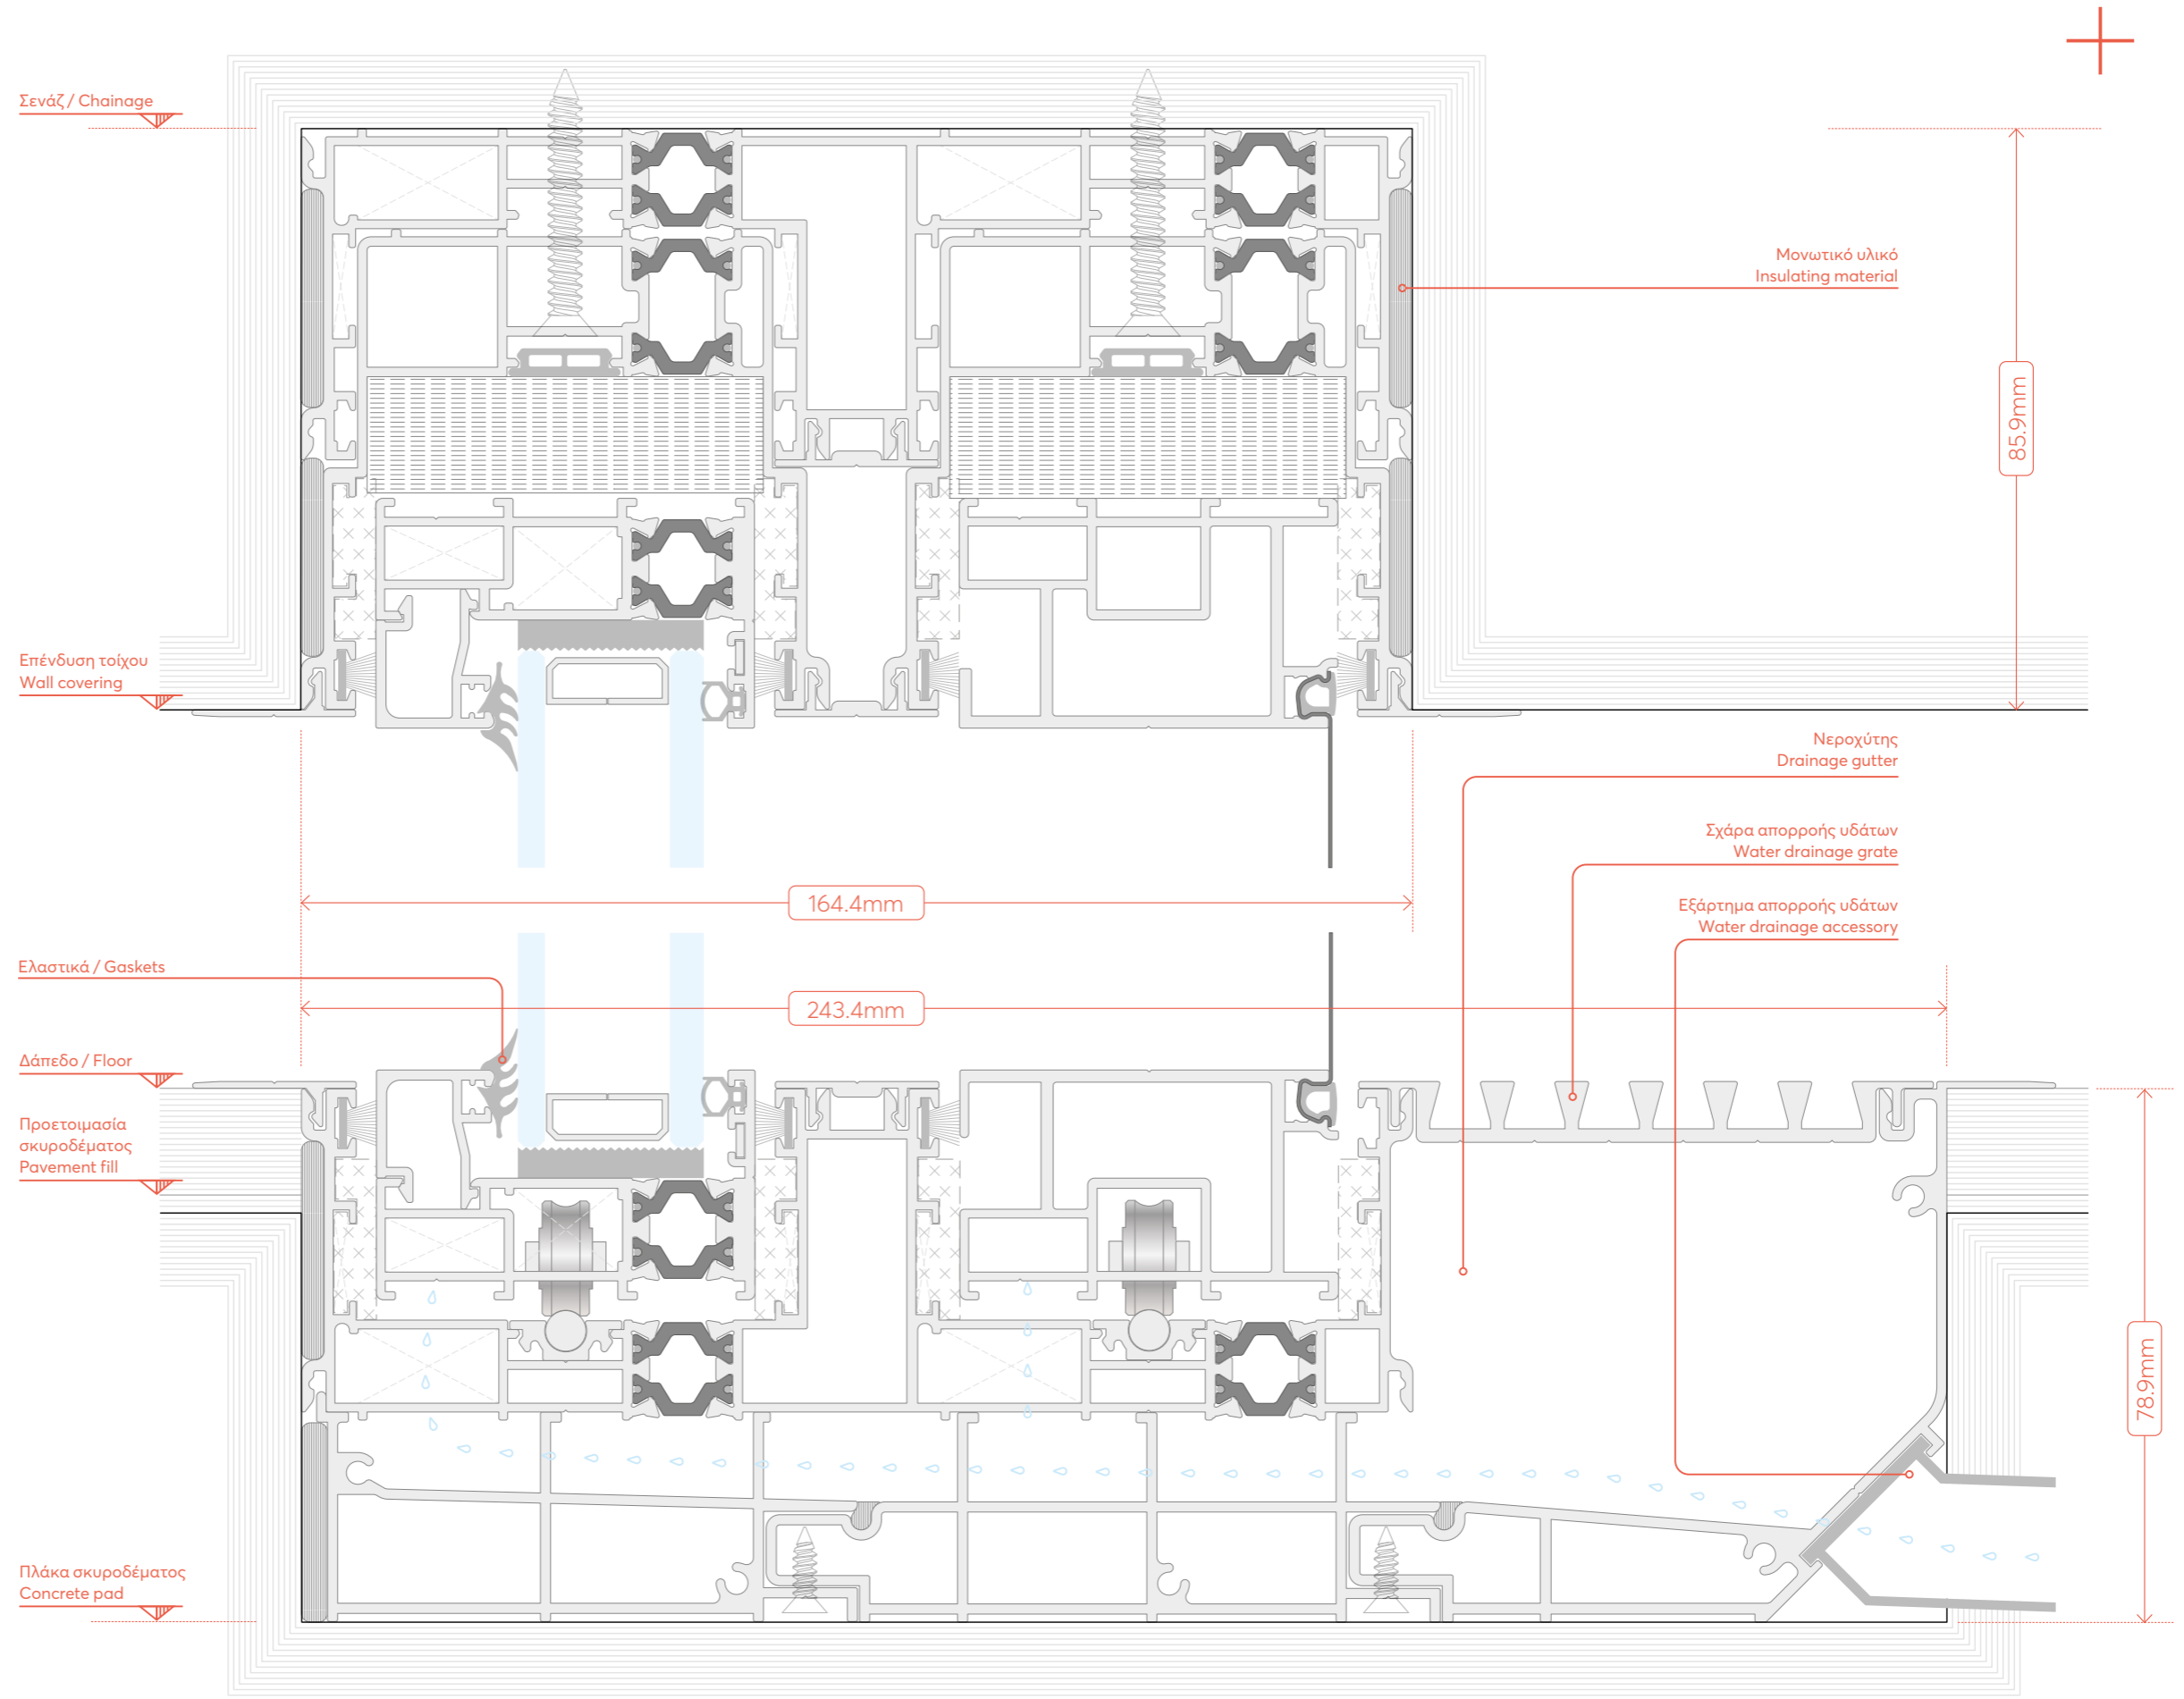 Σενάζ / Chainage
Μονωτικό υλικό
Insulating material
85.9mm
Επένδυση τοίχου
Wall covering
Νεροχύτης
Drainage gutter
Σχάρα απορροής υδάτων
Water drainage grate
164.4mm
Εξάρτημα απορροής υδάτων
Water drainage accessory
Ελαστικά / Gaskets
243.4mm
Δάπεδο / Floor
Προετοιμασία
σκυροδέματος
Pavement fill
78.9mm
Πλάκα σκυροδέματος
Concrete pad